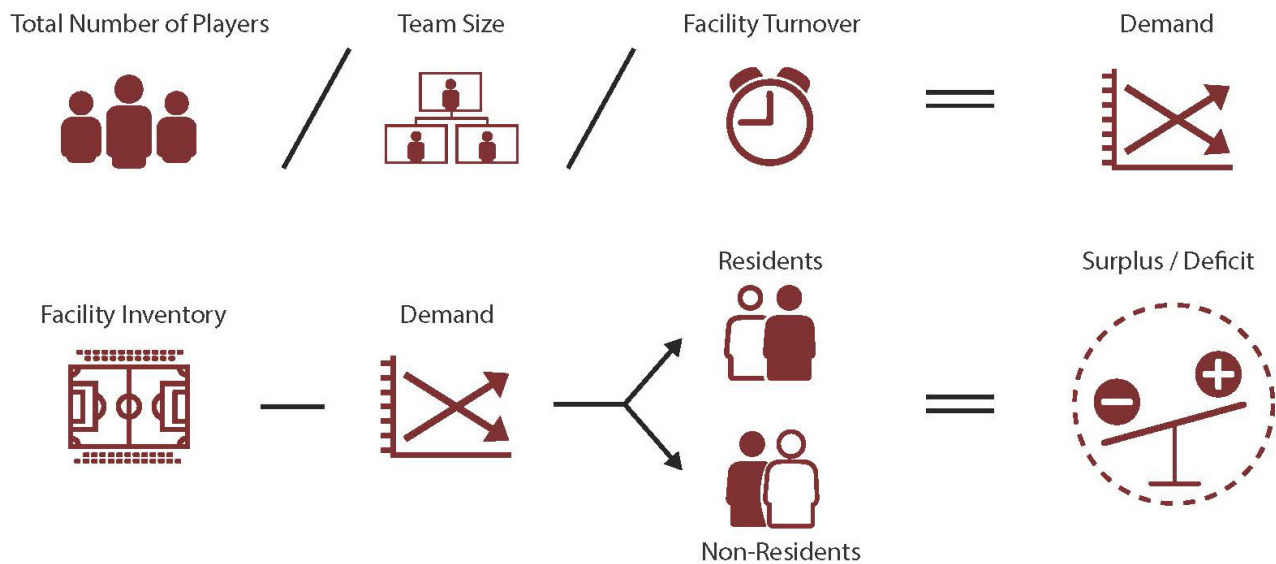 Total Number of Players
Team Size
Facility Turnover
Demand
Facility Inventory
Demand
Residents
Non-Residents
Surplus / Deficit